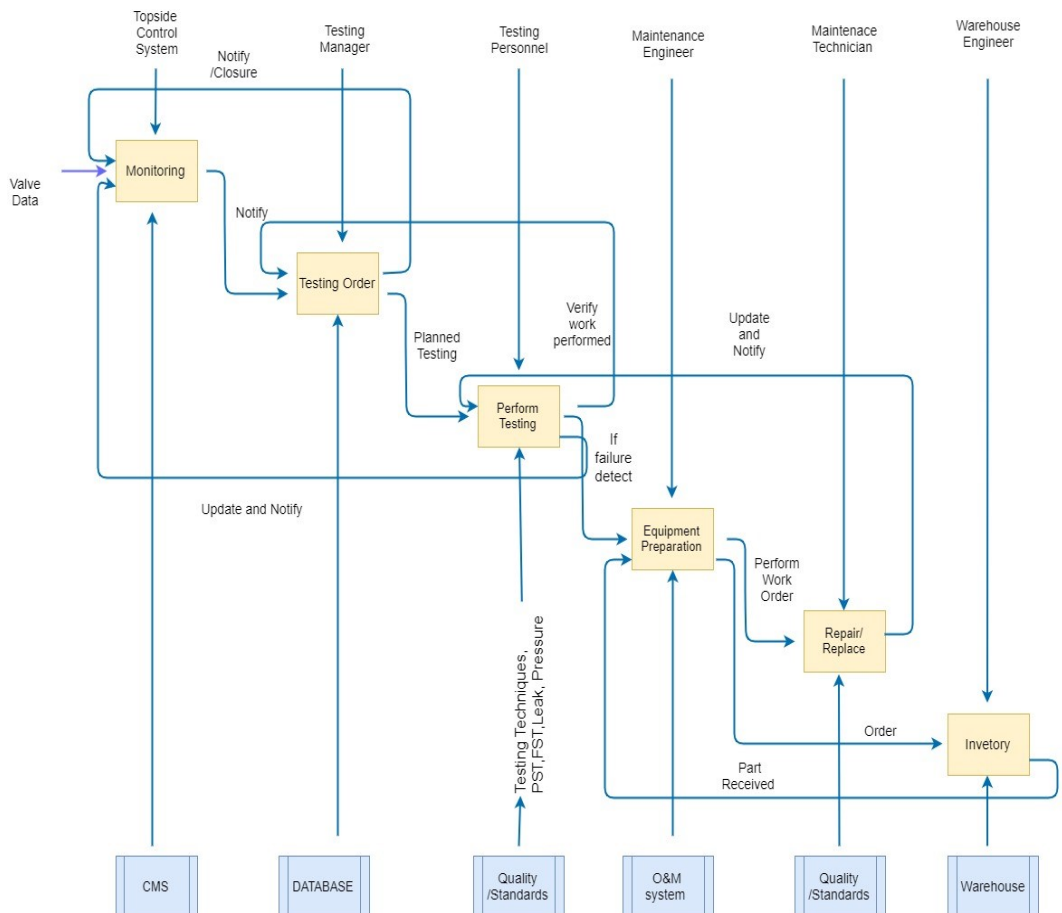 Topside
Control
System
Testing
Manager
Testing
Personnel
Maintenance
Engineer
Maintenace
Technician
Warehouse
Engineer
Notify
/Closure
Monitoring
Valve
Data
Notify
Testing Order
Planned
Testing
Verify
work
performed
Update
and
Notify
Perform
Testing
If
failure
detect
Update and Notify
Equipment
Preparation
Perform
Work
Order
Repair/
Replace
Testing Techniques,
PST,FST,Leak, Pressure
Order
Invetory
Part
Received
CMS
DATABASE
Quality
/Standards
O&M
system
Quality
/Standards
Warehouse